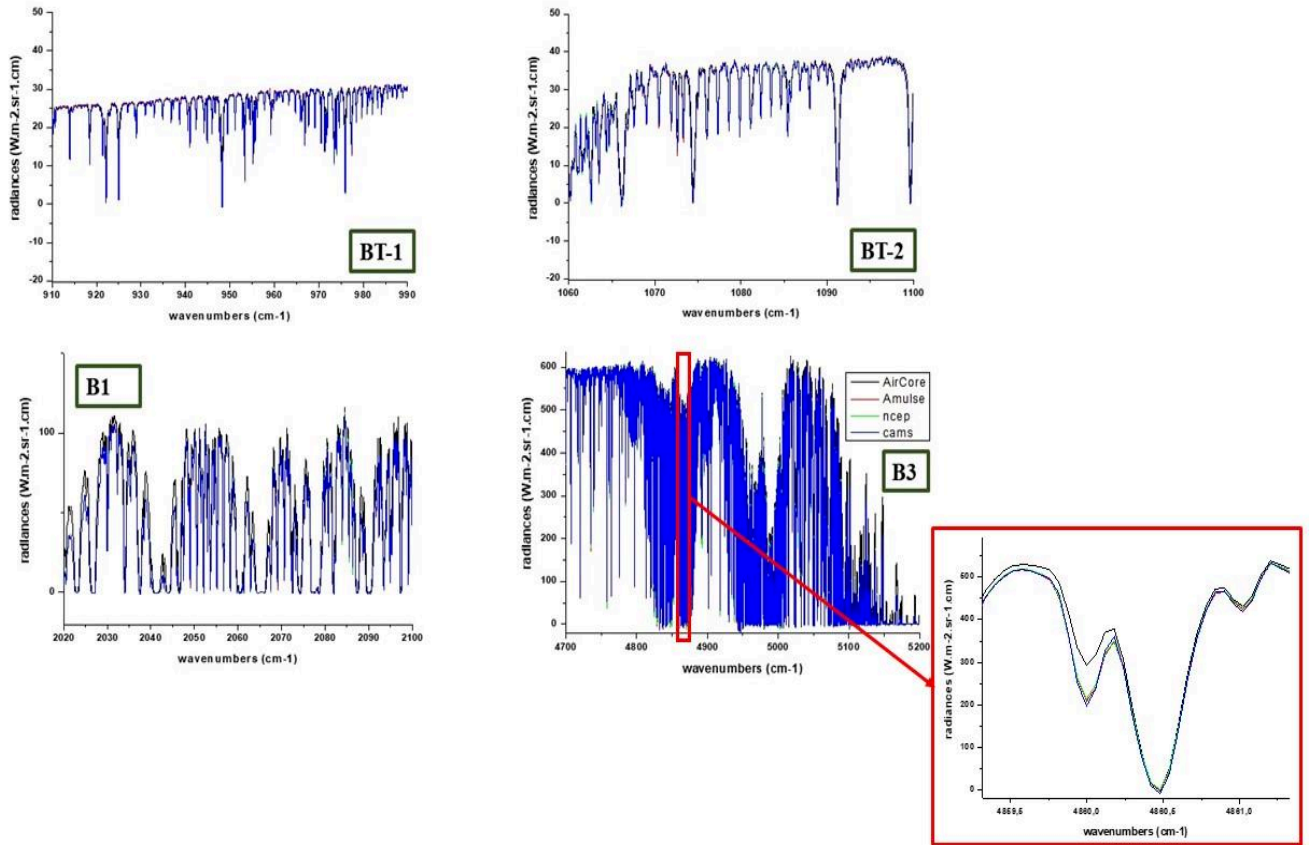 radiances (W.m-2.sr-1.cm)
50
40
30
20
10
0
-10
-20
BT-1
910 920 930 940 950 960 970 980 990
wavenumbers (cm-1)
radiances (W.m-2.sr-1.cm)
50
40
30
20
10
0
-10
-20
BT-2
1060 1070 1080 1090 1100
wavenumbers (cm-1)
radiances (W.m-2.sr-1.cm)
B1
100
0
2020 2030 2040 2050 2060 2070 2080 2090 2100
wavenumbers (cm-1)
radiances (W.m-2.sr-1.cm)
600
500
400
300
200
100
0
AirCore
Amulse
ncep
cams
B3
4700 4800 4900 5000 5100 5200
wavenumbers (cm-1)
radiances (W.m-2.sr-1.cm)
600
400
300
200
100
0
4859,5 4860,0 4860,5 4861,0
wavenumbers (cm-1)